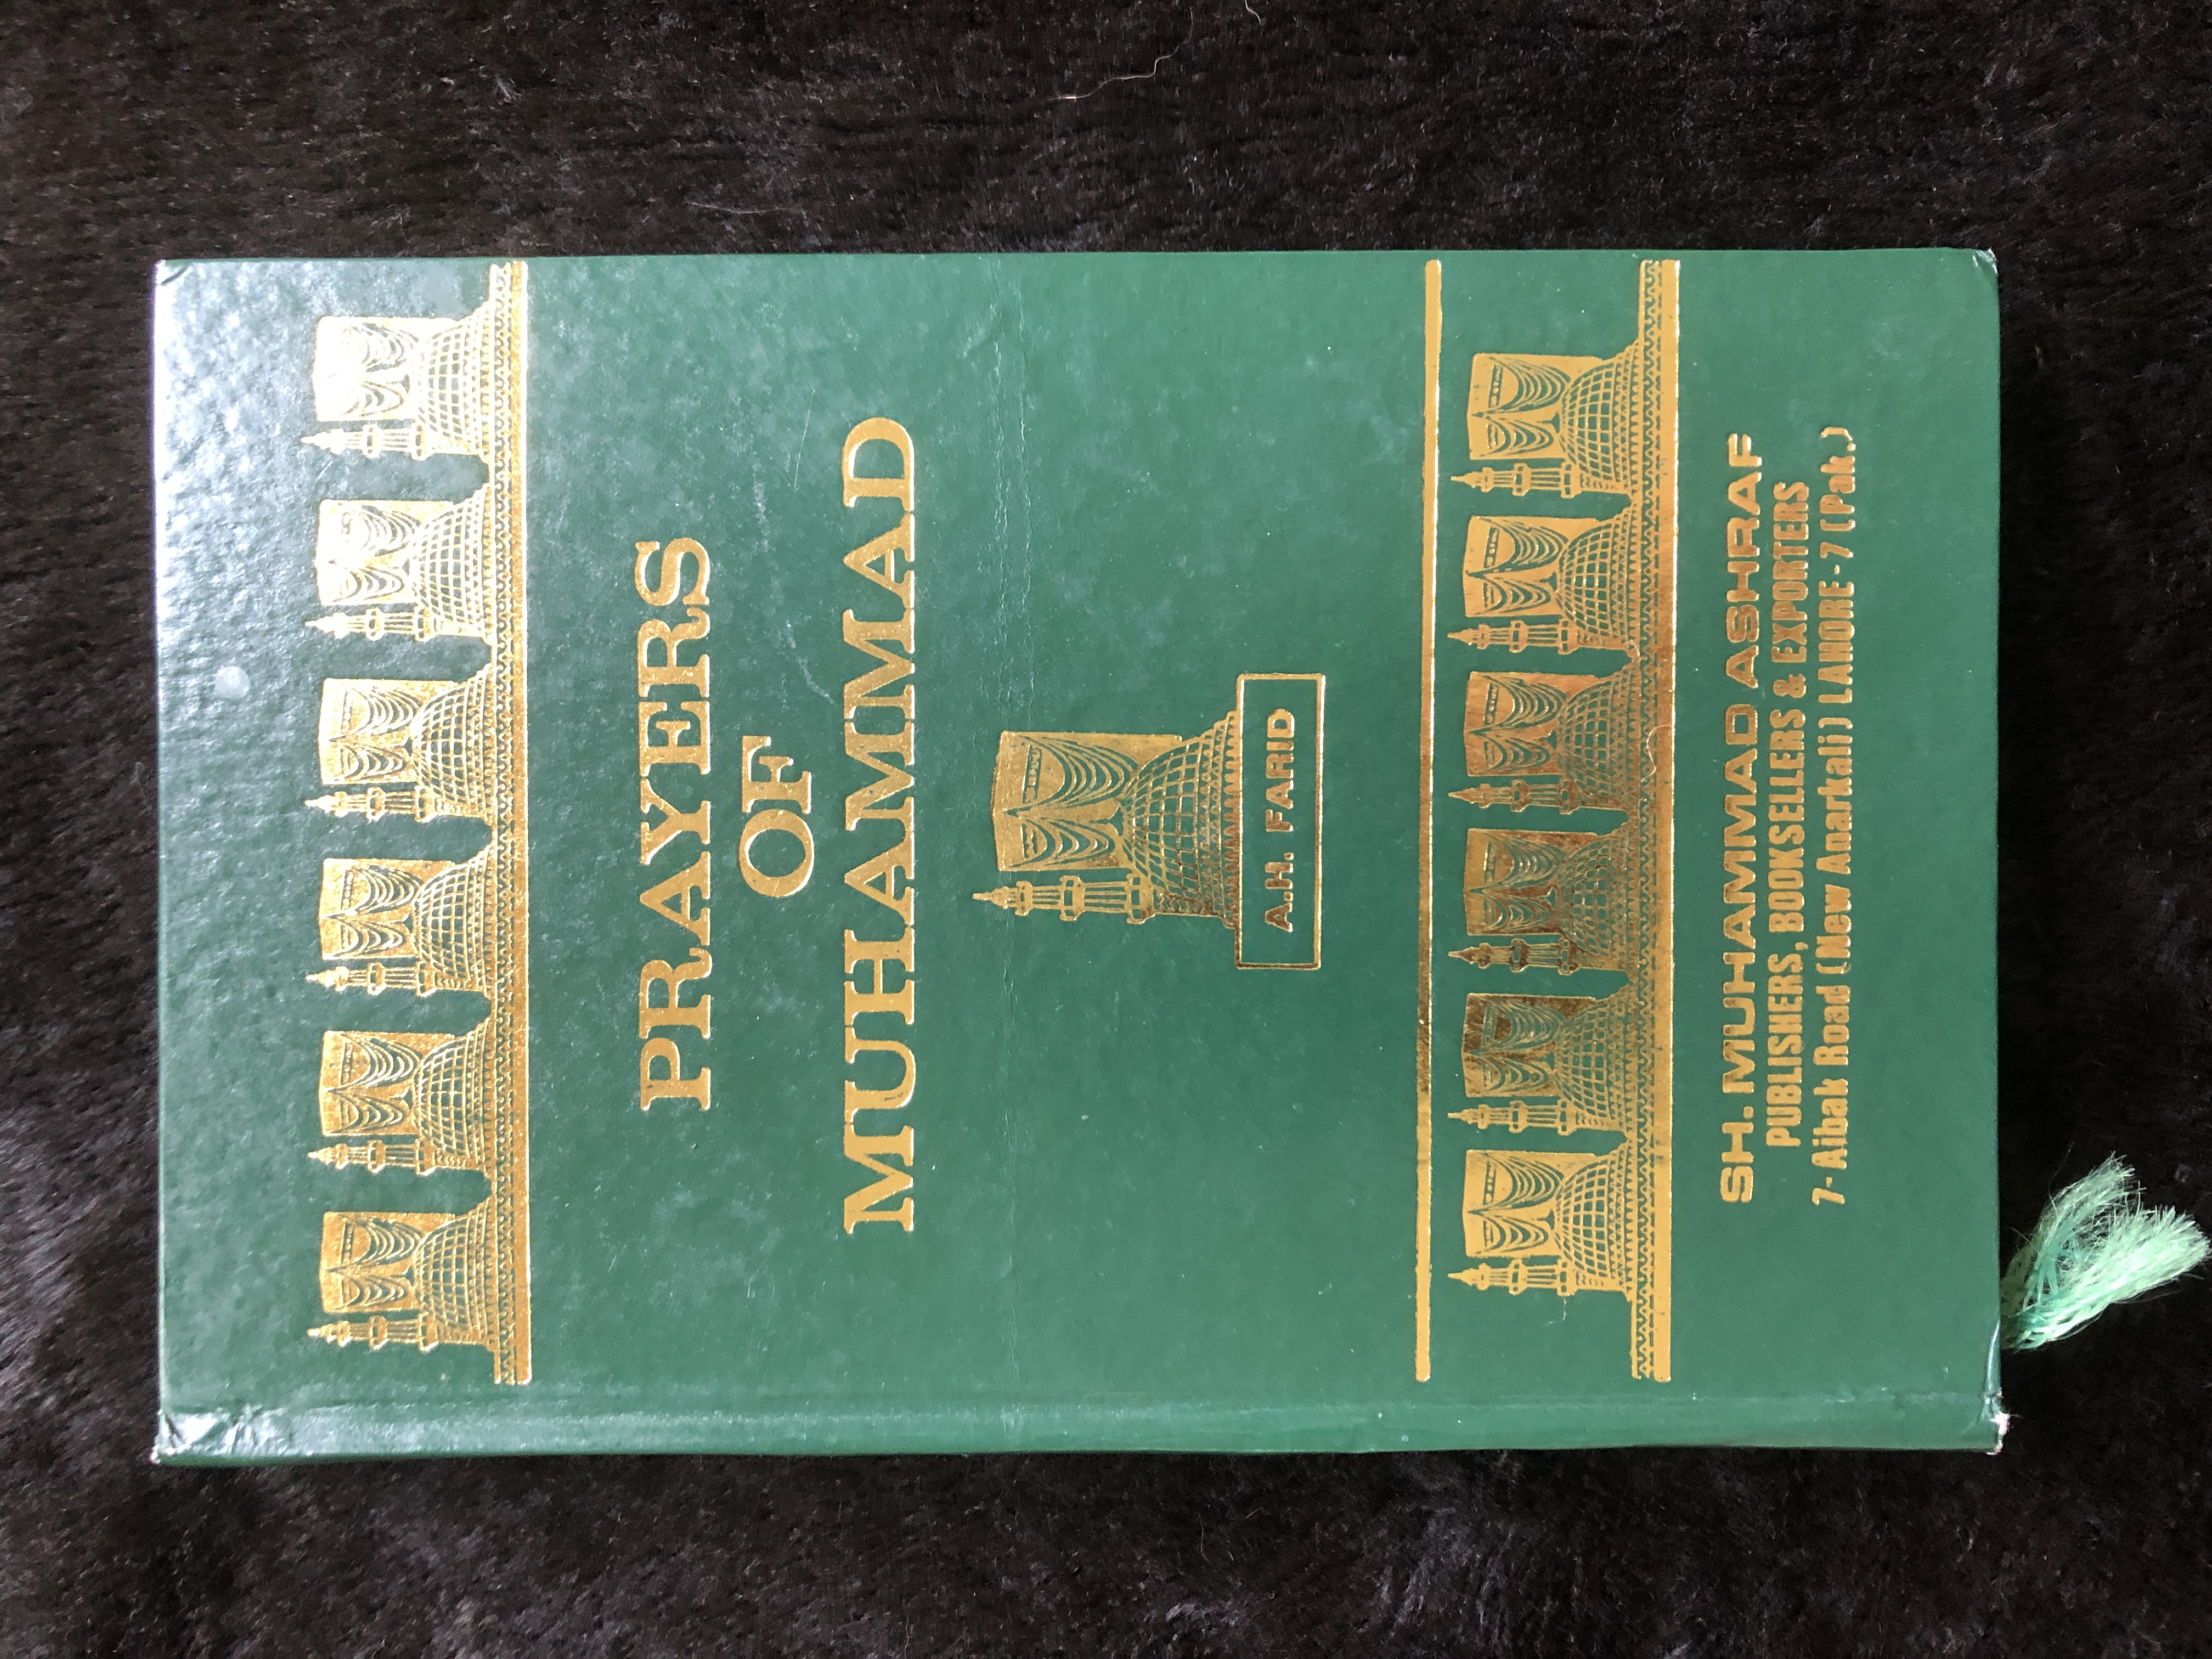 PRAYERS
OF
MUHAMMAD
A.H. FARID
SH. MUHAMMAD ASHRAF
PUBLISHERS, BOOKSELLERS & EXPORTERS
7-Aibak Road (New Anarkali) LAHORE-7 (Pak.)